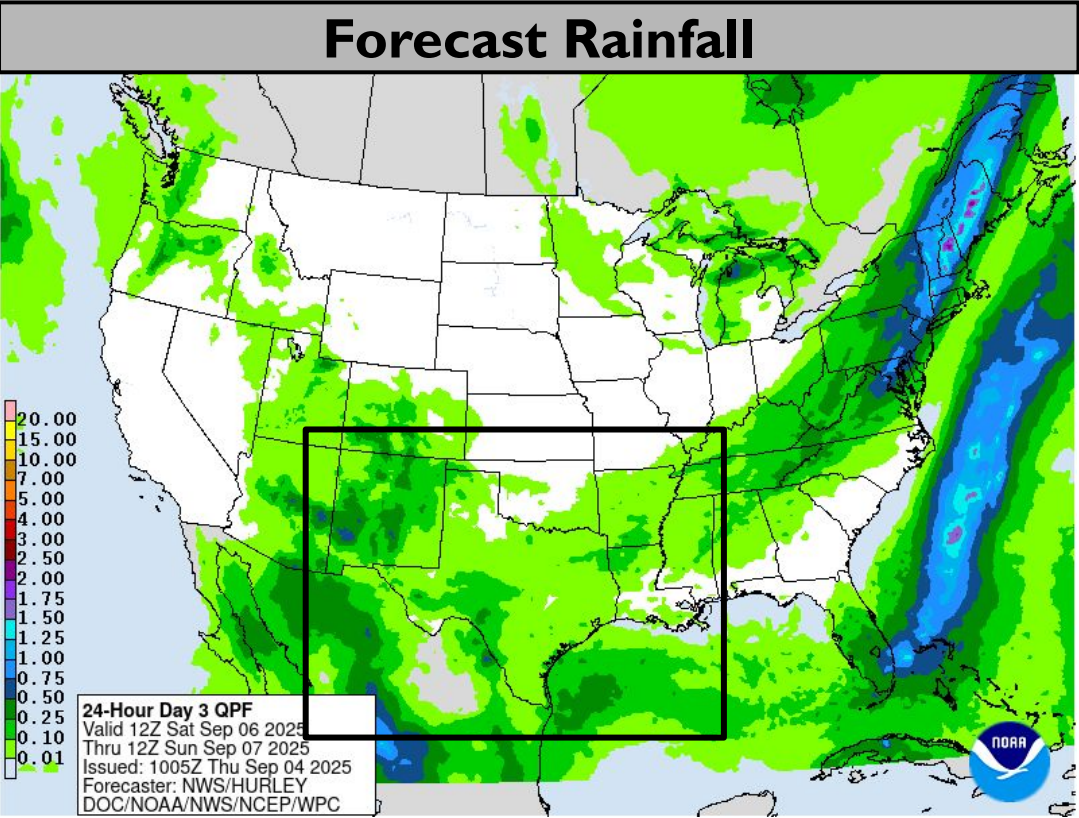 Forecast Rainfall
20.00
15.00
10.00
7.00
5.00
4.00
3.00
2.50
2.00
1.75
1.50
1.25
1.00
0.75
0.50
0.25
0.10
0.01
24-Hour Day 3 QPF
Valid 12Z Sat Sep 06 2025
Thru 12Z Sun Sep 07 2025
Issued: 1005Z Thu Sep 04 2025
Forecaster: NWS/HURLEY
DOC/NOAA/NWS/NCEP/WPC
NOAA